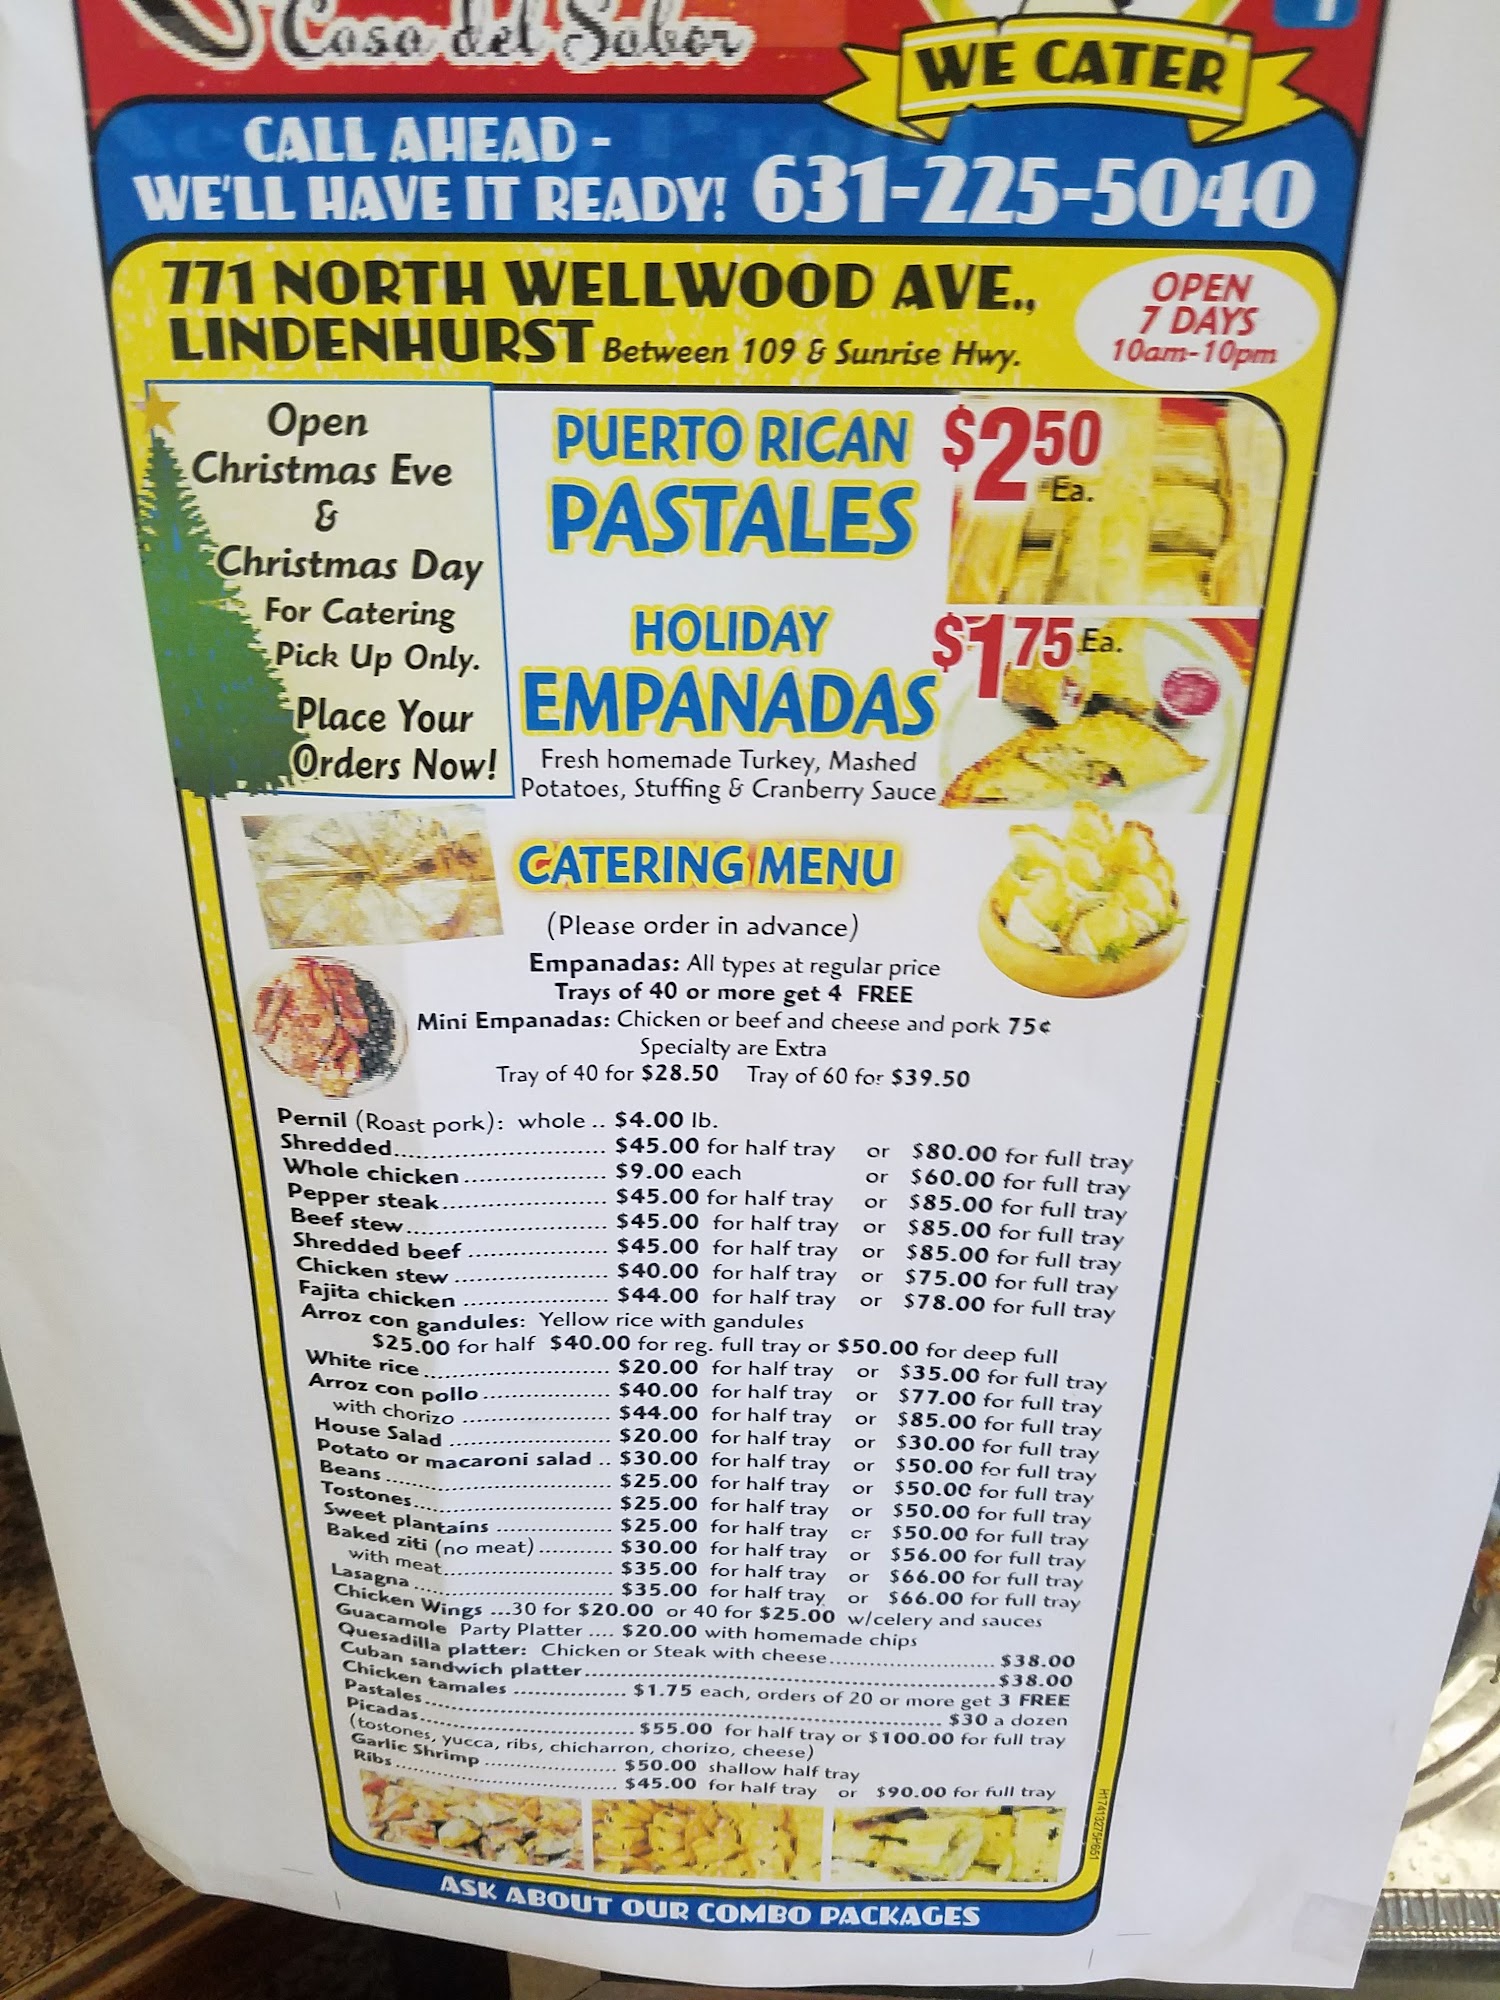 Casa del Sabor
WE CATER
CALL AHEAD -
WE'LL HAVE IT READY! 631-225-5040
771 NORTH WELLWOOD AVE.,
LINDENHURST Between 109 & Sunrise Hwy.
OPEN
7 DAYS
10am-10pm
Open
Christmas Eve
&
Christmas Day
For Catering
Pick Up Only.
Place Your
Orders Now!
PUERTO RICAN
PASTALES
$250 Ea.
HOLIDAY
EMPANADAS
$1.75 Ea.
Fresh homemade Turkey, Mashed
Potatoes, Stuffing & Cranberry Sauce
CATERING MENU
(Please order in advance)
Empanadas: All types at regular price
Trays of 40 or more get 4 FREE
Mini Empanadas: Chicken or beef and cheese and pork 75¢
Specialty are Extra
Tray of 40 for $28.50 Tray of 60 for $39.50
Pernil (Roast pork): whole .. $4.00 lb.
Shredded.............................. $45.00 for half tray or $80.00 for full tray
Whole chicken .................... $9.00 each or $60.00 for full tray
Pepper steak....................... $45.00 for half tray or $85.00 for full tray
Beef stew............................ $45.00 for half tray or $85.00 for full tray
Shredded beef .................... $45.00 for half tray or $85.00 for full tray
Chicken stew ...................... $40.00 for half tray or $75.00 for full tray
Fajita chicken ..................... $44.00 for half tray or $78.00 for full tray
Arroz con gandules: Yellow rice with gandules
$25.00 for half $40.00 for reg. full tray or $50.00 for deep full
White rice .......................... $20.00 for half tray or $35.00 for full tray
Arroz con pollo .................. $40.00 for half tray or $77.00 for full tray
with chorizo ..................... $44.00 for half tray or $85.00 for full tray
House Salad ....................... $20.00 for half tray or $30.00 for full tray
Potato or macaroni salad .. $30.00 for half tray or $50.00 for full tray
Beans ................................ $25.00 for half tray or $50.00 for full tray
Tostones............................ $25.00 for half tray or $50.00 for full tray
Sweet plantains ................ $25.00 for half tray or $50.00 for full tray
Baked ziti (no meat) ........... $30.00 for half tray or $56.00 for full tray
with meat........................ $35.00 for half tray or $66.00 for full tray
Lasagna ............................ $35.00 for half tray or $66.00 for full tray
Chicken Wings ...30 for $20.00 or 40 for $25.00 w/celery and sauces
Guacamole Party Platter .... $20.00 with homemade chips
Quesadilla platter: Chicken or Steak with cheese........................ $38.00
Cuban sandwich platter............................................................ $38.00
Chicken tamales ................ $1.75 each, orders of 20 or more get 3 FREE
Pastales................................................................................ $30 a dozen
Picadas............................... $55.00 for half tray or $100.00 for full tray
(tostones, yucca, ribs, chicharron, chorizo, cheese)
Garlic Shrimp ................... $50.00 shallow half tray
Ribs................................... $45.00 for half tray or $90.00 for full tray
ASK ABOUT OUR COMBO PACKAGES